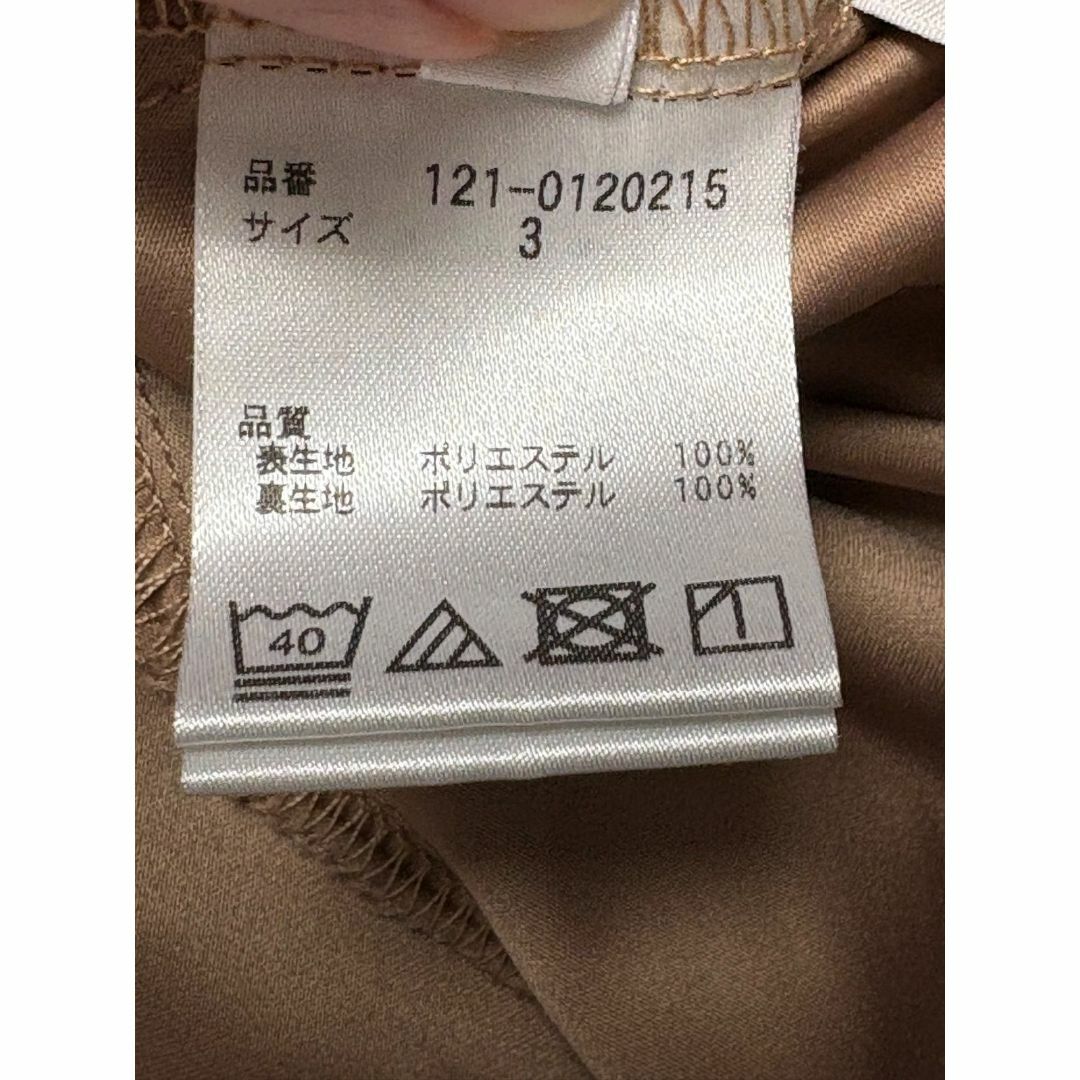 品番 121-0120215
サイズ 3
品質
表生地 ポリエステル 100%
裏生地 ポリエステル 100%
40